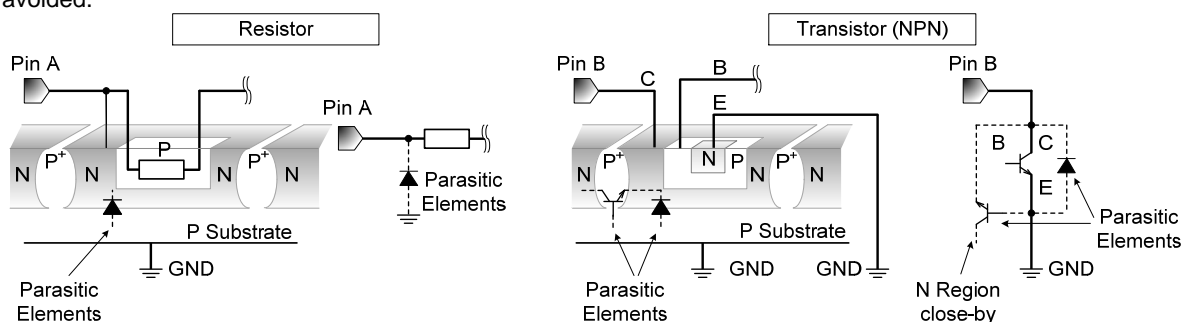 avoided.
Resistor
Pin A
N
P+
N
P
N
P+
N
P Substrate
GND
Parasitic
Elements
Pin A
Parasitic
Elements
Transistor (NPN)
Pin B
C
B
E
N
P+
N
N
P
N
P+
N
P Substrate
GND
GND
Parasitic
Elements
Pin B
B
C
E
Parasitic
Elements
GND
N Region
close-by